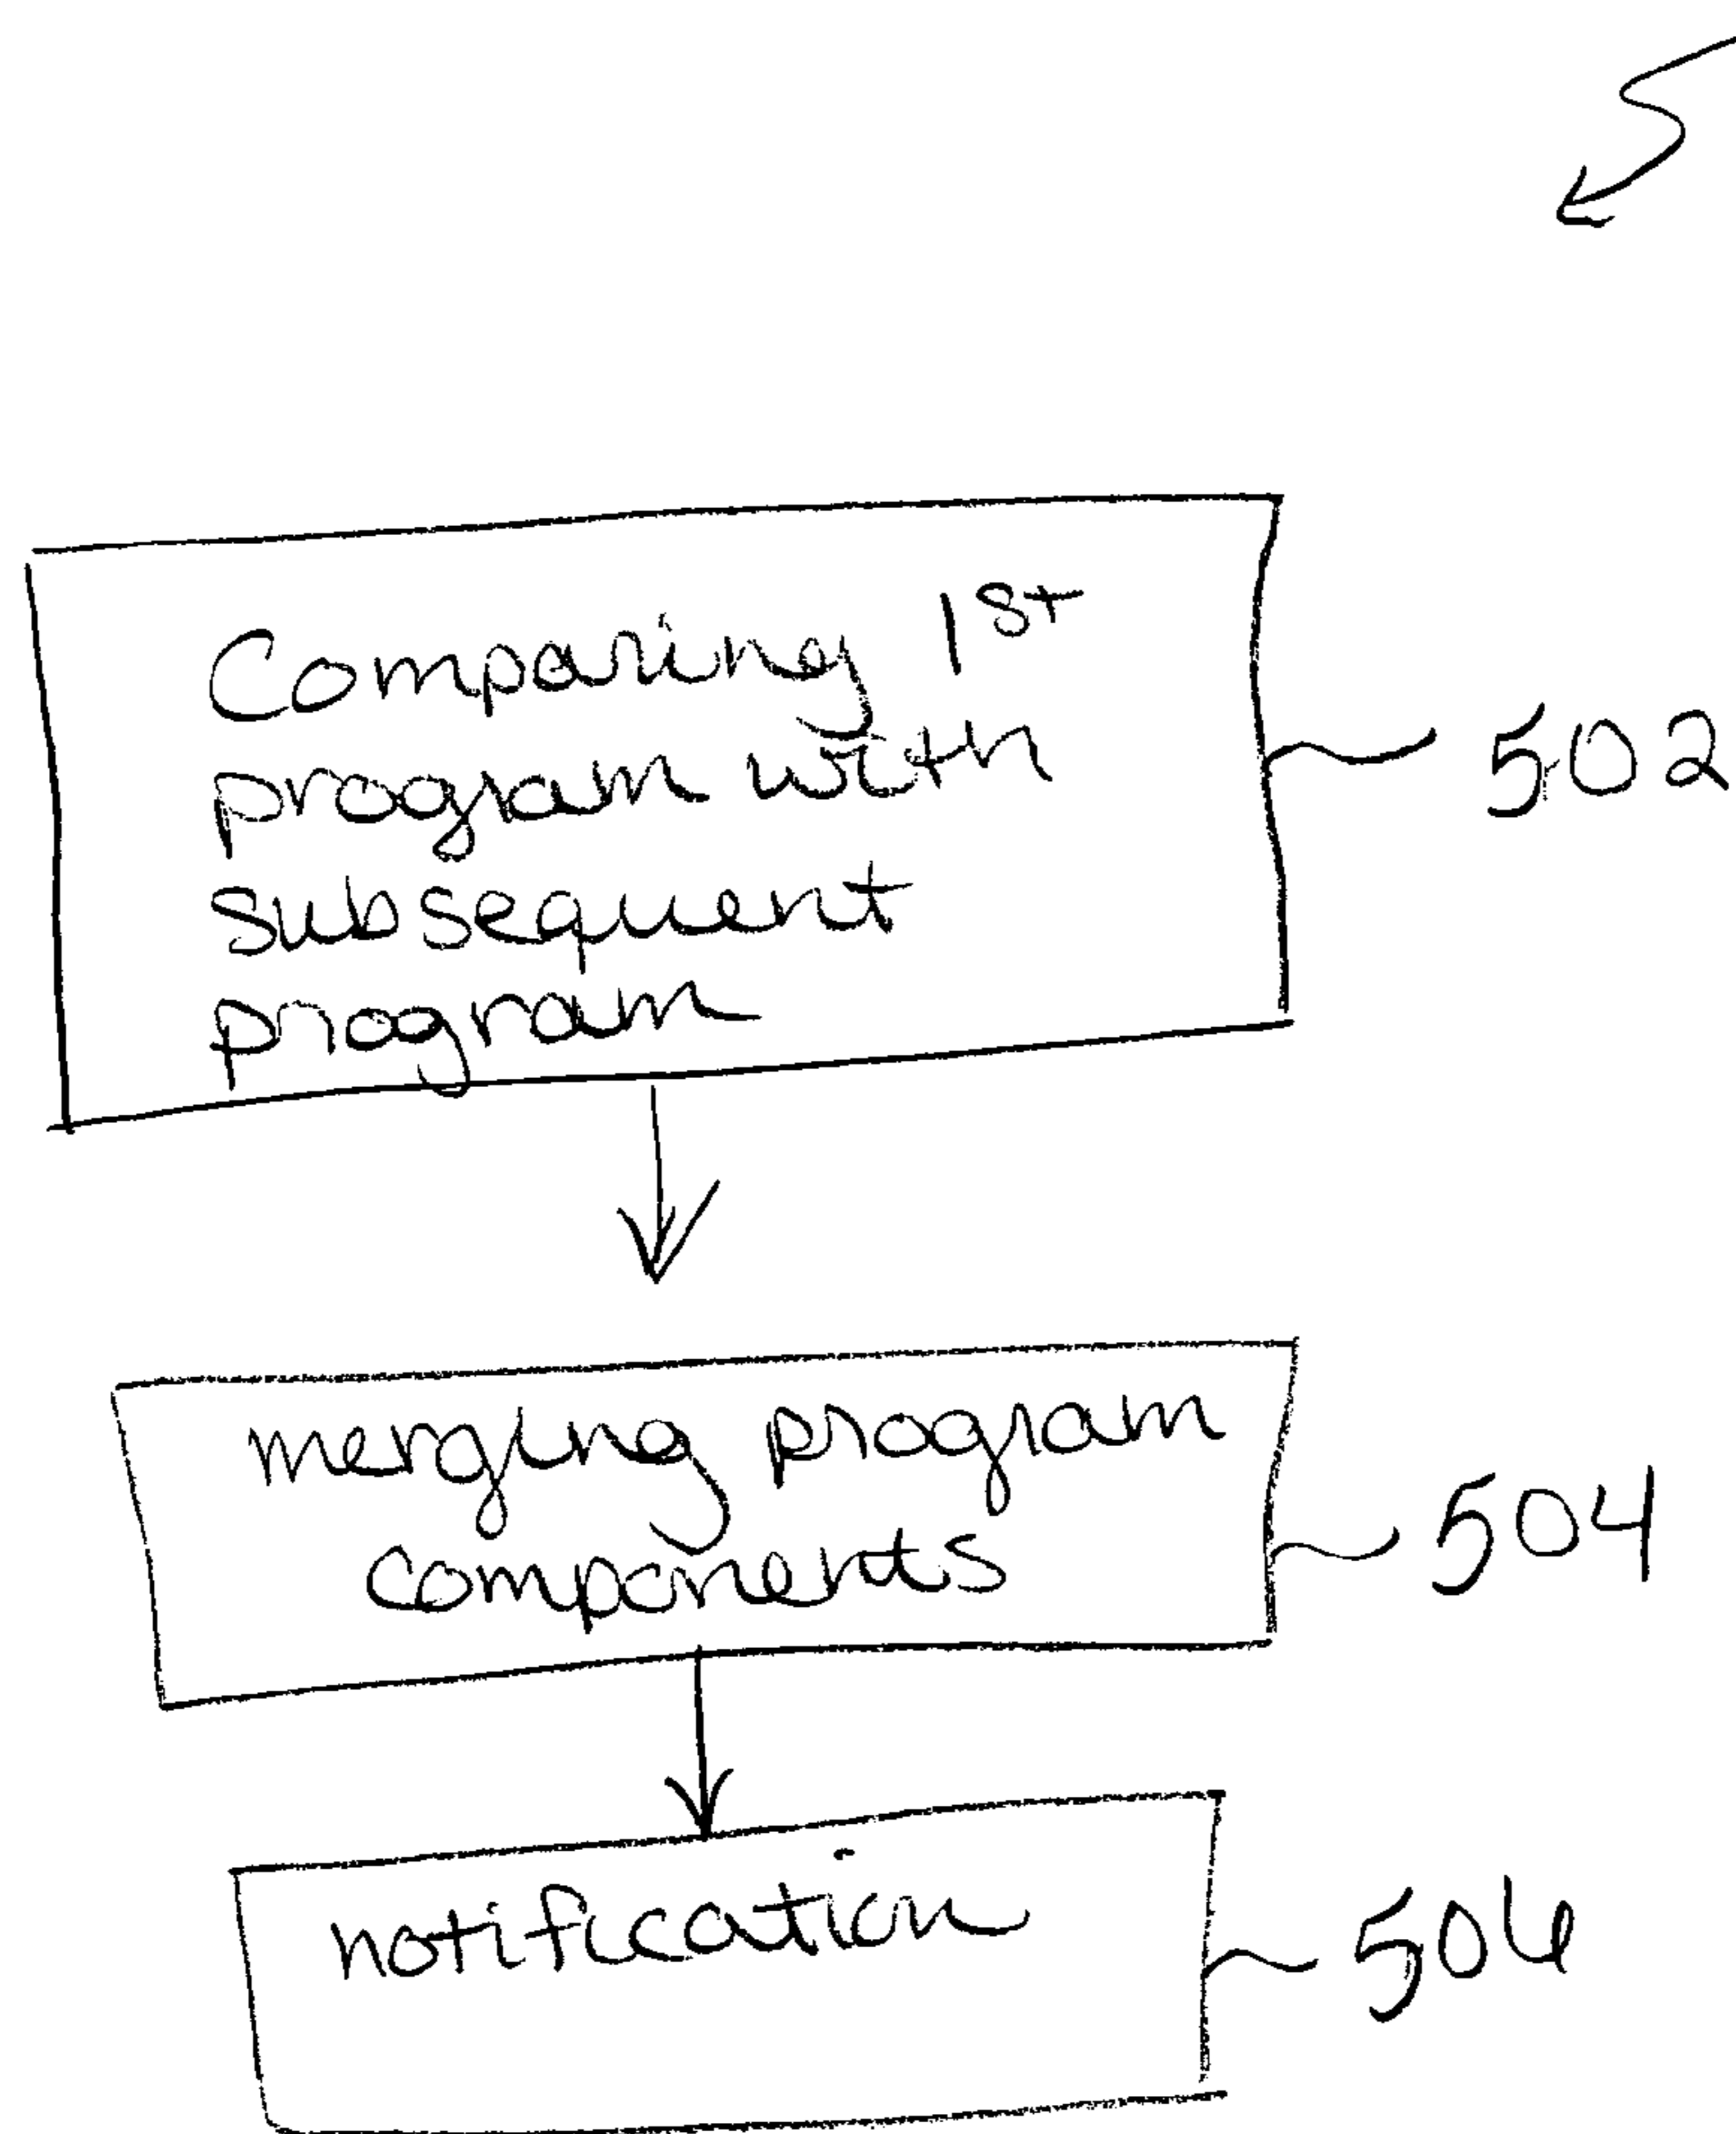 Comparing 1st
program with
subsequent
program
502
merging program
components
504
notification
506